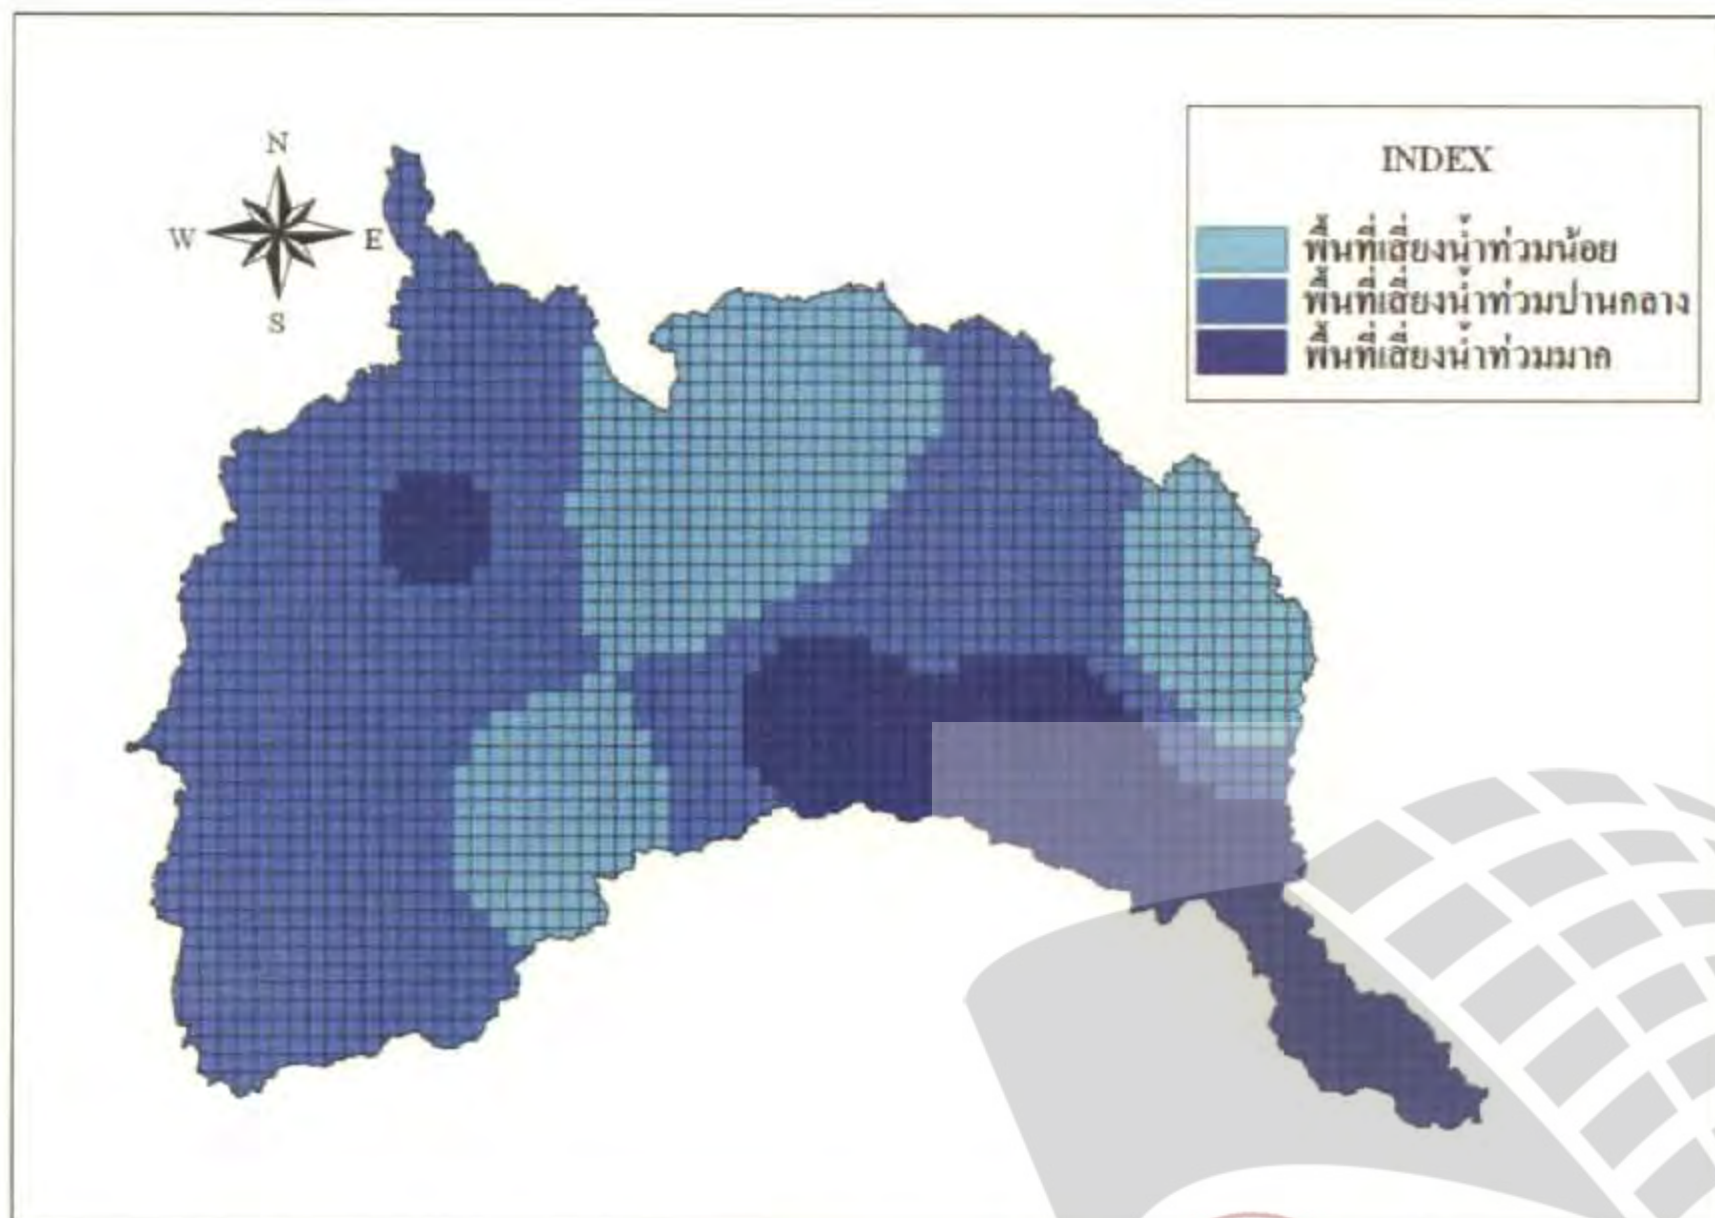 N
W E
S
INDEX
พื้นที่เสี่ยงน้ำท่วมน้อย
พื้นที่เสี่ยงน้ำท่วมปานกลาง
พื้นที่เสี่ยงน้ำท่วมมาก